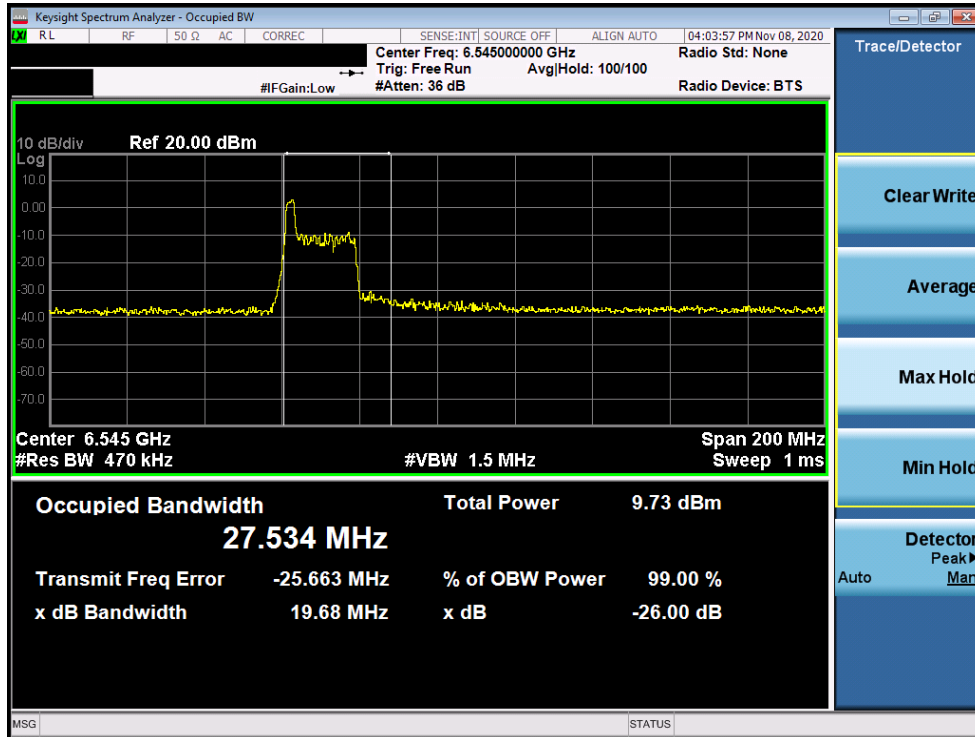 Keysight Spectrum Analyzer - Occupied BW
LXI RL RF 50 Ω AC CORREC SENSE:INT SOURCE OFF ALIGN AUTO 04:03:57 PM Nov 08, 2020
Center Freq: 6.545000000 GHz Radio Std: None
Trig: Free Run Avg|Hold: 100/100
#IFGain:Low #Atten: 36 dB Radio Device: BTS
Trace/Detector
10 dB/div Ref 20.00 dBm
Log
10.0
0.00
-10.0
-20.0
-30.0
-40.0
-50.0
-60.0
-70.0
Center 6.545 GHz Span 200 MHz
#Res BW 470 kHz #VBW 1.5 MHz Sweep 1 ms
Occupied Bandwidth Total Power 9.73 dBm
27.534 MHz
Transmit Freq Error -25.663 MHz % of OBW Power 99.00 %
x dB Bandwidth 19.68 MHz x dB -26.00 dB
Clear Write
Average
Max Hold
Min Hold
Detector
Peak▶
Auto Man
MSG STATUS